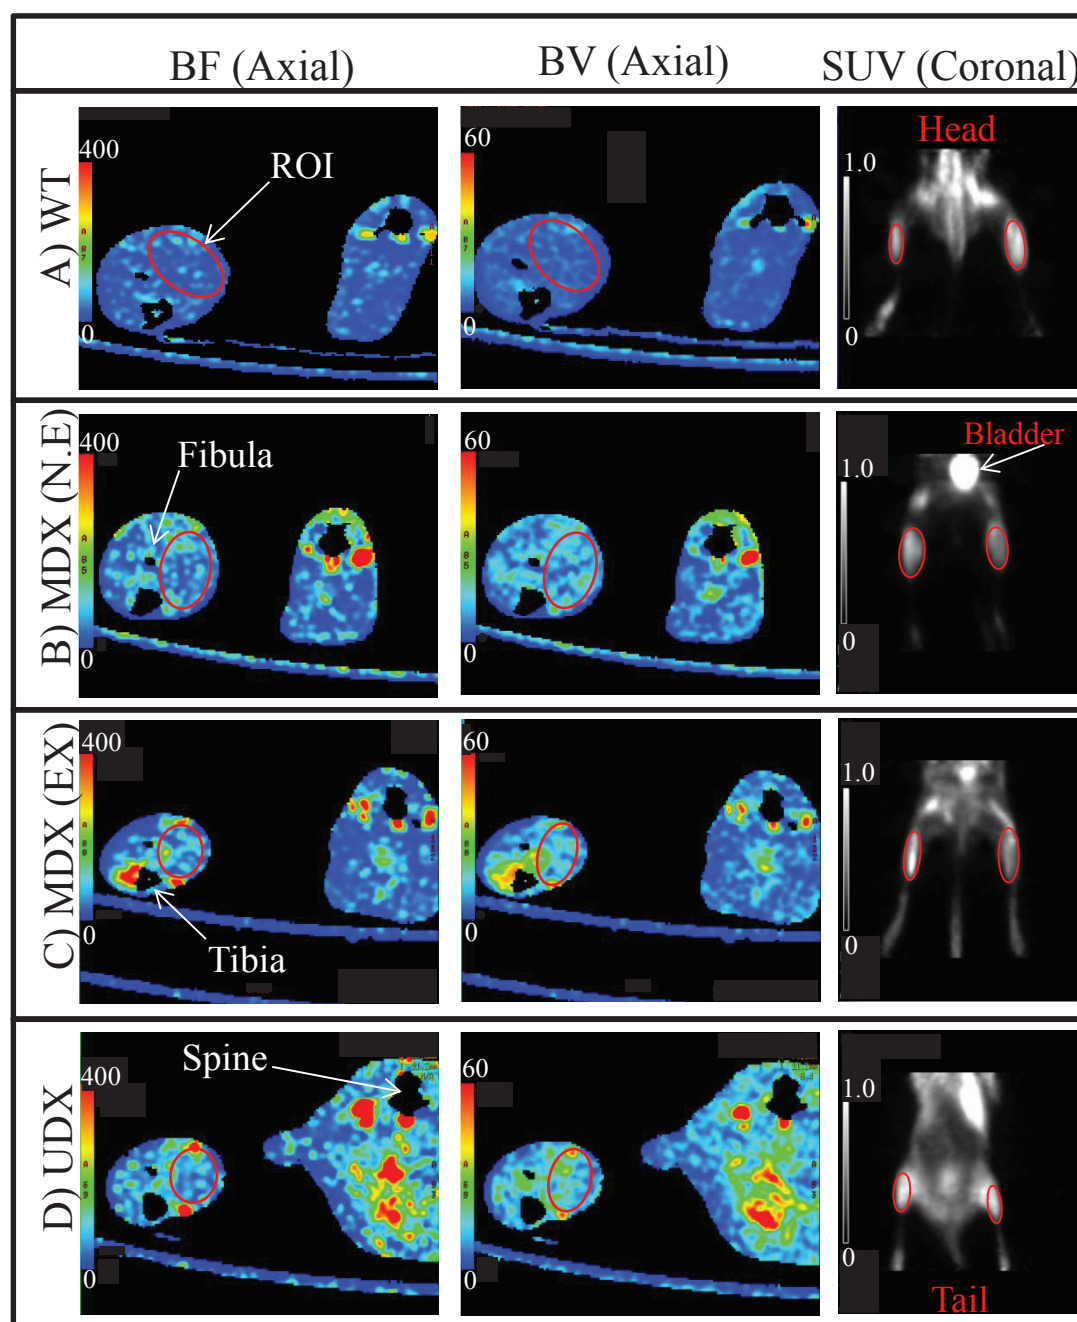 BF (Axial)
BV (Axial)
SUV (Coronal)
A) WT
400
ROI
0
60
0
Head
1.0
0
B) MDX (N.E)
400
Fibula
0
60
0
Bladder
1.0
0
C) MDX (EX)
400
Tibia
0
60
0
1.0
0
D) UDX
400
Spine
0
60
0
1.0
0
Tail